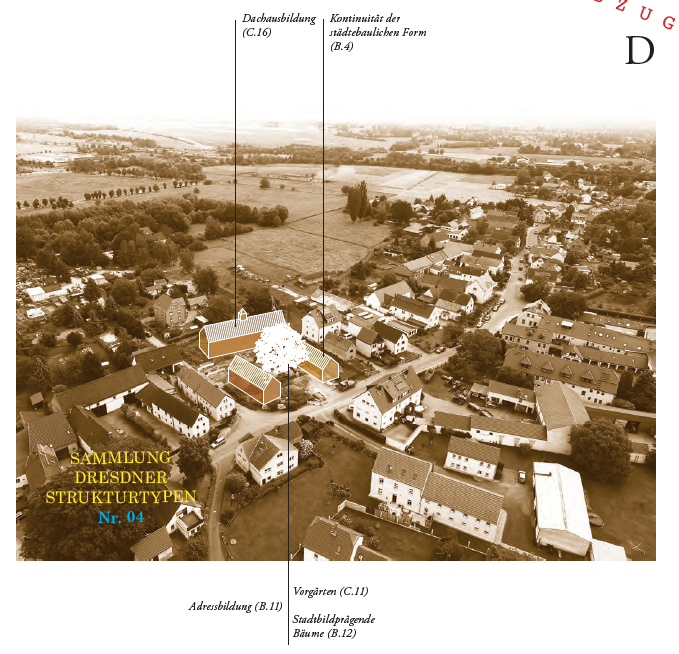 Dachausbildung
(C.16)
Kontinuität der
städtebaulichen Form
(B.4)
ZUG
D
SAMMLUNG
DRESDNER
STRUKTURTYPEN
Nr. 04
Adressbildung (B.11)
Vorgärten (C.11)
Stadtbildprägende
Bäume (B.12)